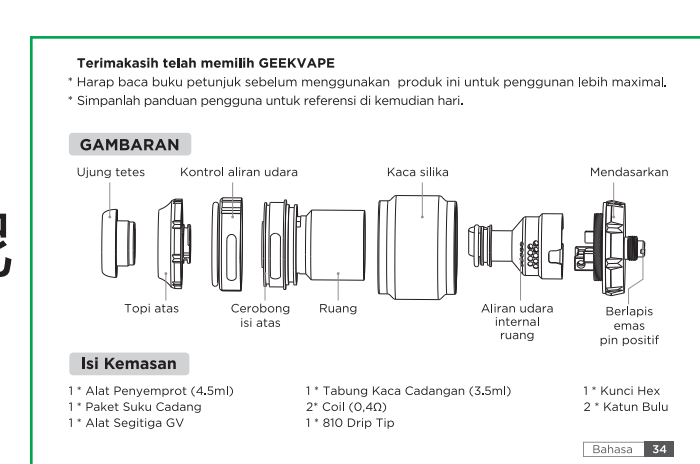 Terimakasih telah memilih GEEKVAPE
* Harap baca buku petunjuk sebelum menggunakan produk ini untuk penggunan lebih maximal.
* Simpanlah panduan pengguna untuk referensi di kemudian hari.
GAMBARAN
Ujung tetes
Kontrol aliran udara
Kaca silika
Mendasarkan
Topi atas
Cerobong
isi atas
Ruang
Aliran udara
internal
ruang
Berlapis
emas
pin positif
Isi Kemasan
1 * Alat Penyemprot (4.5ml)
1 * Paket Suku Cadang
1 * Alat Segitiga GV
1 * Tabung Kaca Cadangan (3.5ml)
2* Coil (0,4Ω)
1 * 810 Drip Tip
1 * Kunci Hex
2 * Katun Bulu
Bahasa 34